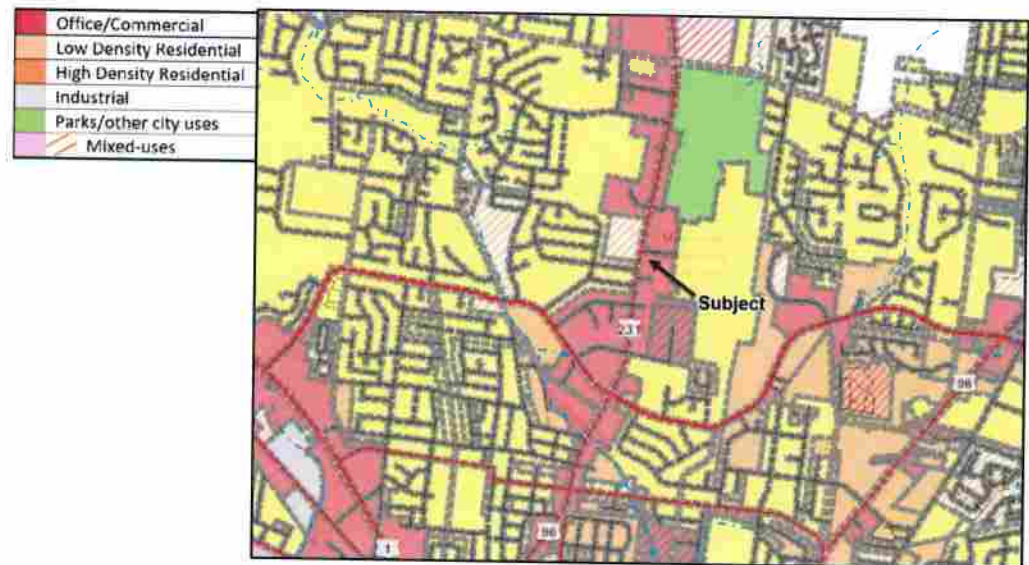 Office/Commercial
Low Density Residential
High Density Residential
Industrial
Parks/other city uses
Mixed-uses
Subject
231
96
96
1